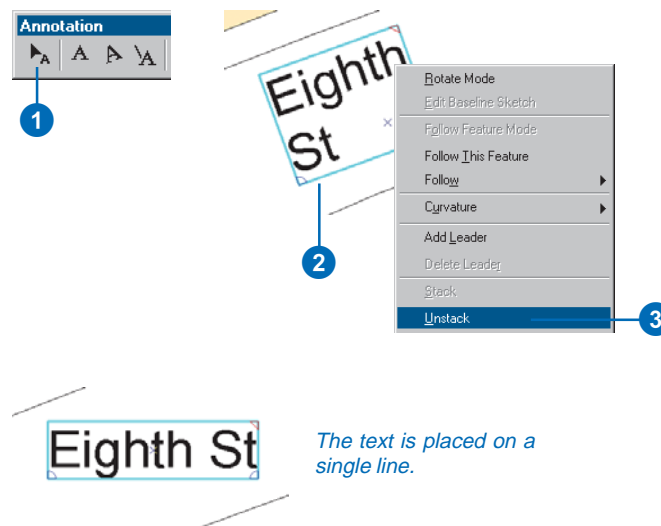 Annotation
A A A A
1
Eighth
St
2
Rotate Mode
Edit Baseline Sketch
Follow Feature Mode
Follow This Feature
Follow
Curvature
Add Leader
Delete Leader
Stack
Unstack
3
Eighth St
The text is placed on a
single line.